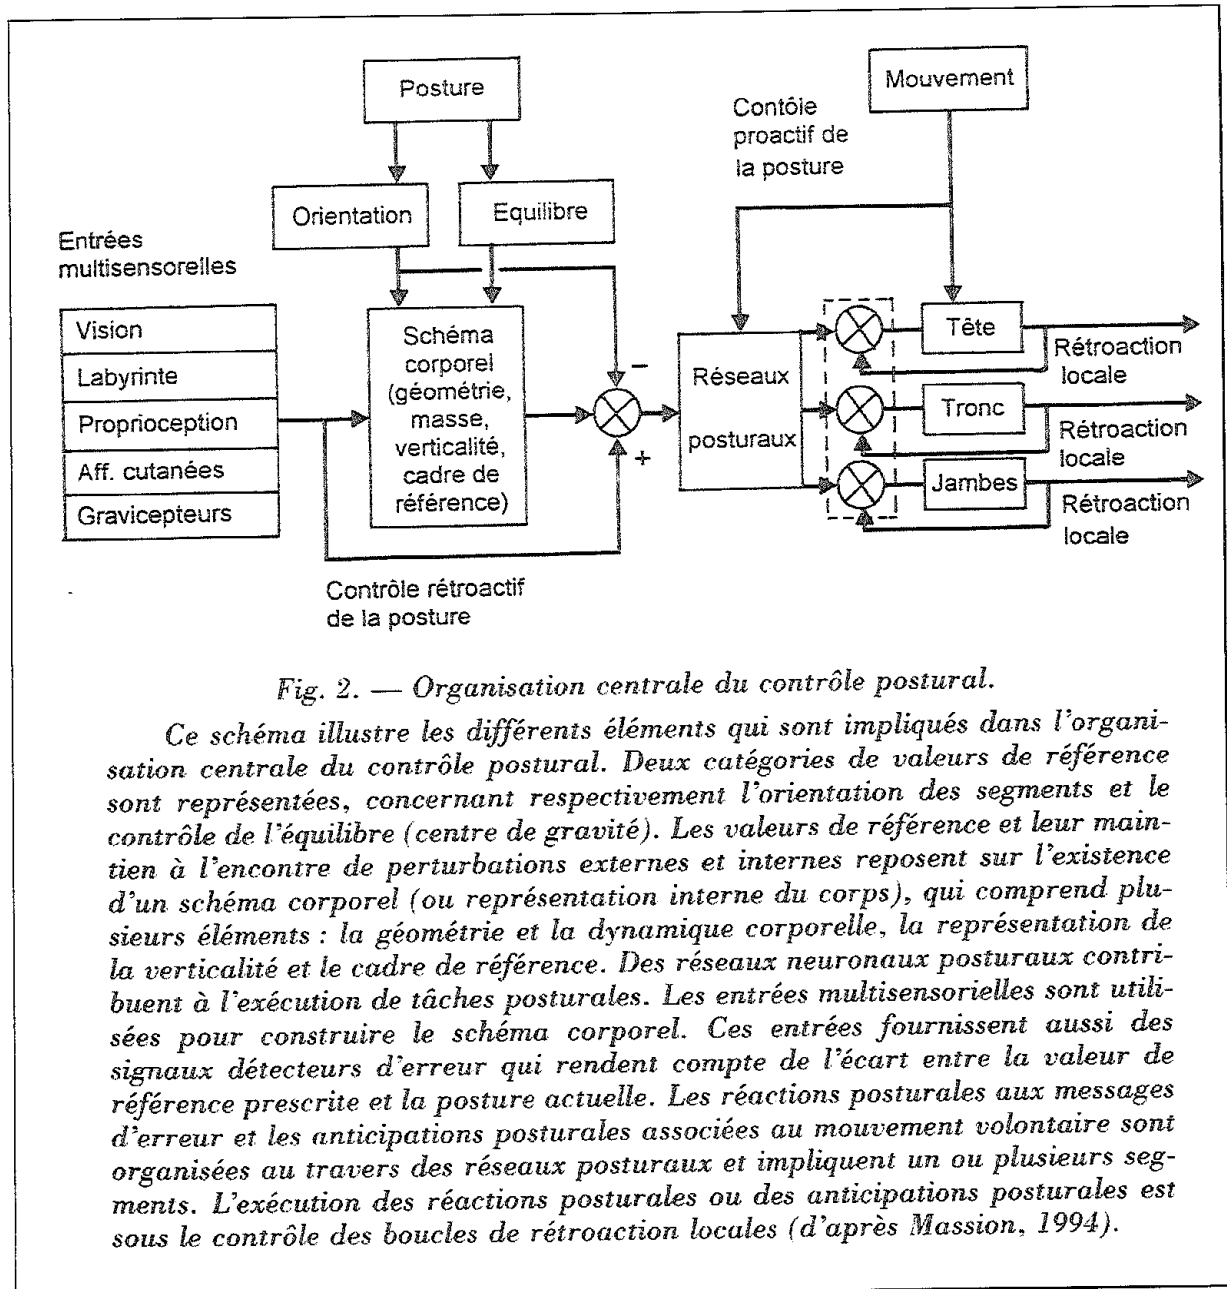 Posture
Mouvement
Contôle
proactif de
la posture
Orientation
Equilibre
Entrées
multisensorelles
Vision
Labyrinte
Proprioception
Aff. cutanées
Gravicepteurs
Schéma
corporel
(géométrie,
masse,
verticalité,
cadre de
référence)
−
+
Réseaux
posturaux
Tête
Rétroaction
locale
Tronc
Rétroaction
locale
Jambes
Rétroaction
locale
Contrôle rétroactif
de la posture
Fig. 2. — Organisation centrale du contrôle postural.
Ce schéma illustre les différents éléments qui sont impliqués dans l'organi-
sation centrale du contrôle postural. Deux catégories de valeurs de référence
sont représentées, concernant respectivement l'orientation des segments et le
contrôle de l'équilibre (centre de gravité). Les valeurs de référence et leur main-
tien à l'encontre de perturbations externes et internes reposent sur l'existence
d'un schéma corporel (ou représentation interne du corps), qui comprend plu-
sieurs éléments : la géométrie et la dynamique corporelle, la représentation de
la verticalité et le cadre de référence. Des réseaux neuronaux posturaux contri-
buent à l'exécution de tâches posturales. Les entrées multisensorielles sont utili-
sées pour construire le schéma corporel. Ces entrées fournissent aussi des
signaux détecteurs d'erreur qui rendent compte de l'écart entre la valeur de
référence prescrite et la posture actuelle. Les réactions posturales aux messages
d'erreur et les anticipations posturales associées au mouvement volontaire sont
organisées au travers des réseaux posturaux et impliquent un ou plusieurs seg-
ments. L'exécution des réactions posturales ou des anticipations posturales est
sous le contrôle des boucles de rétroaction locales (d'après Massion, 1994).